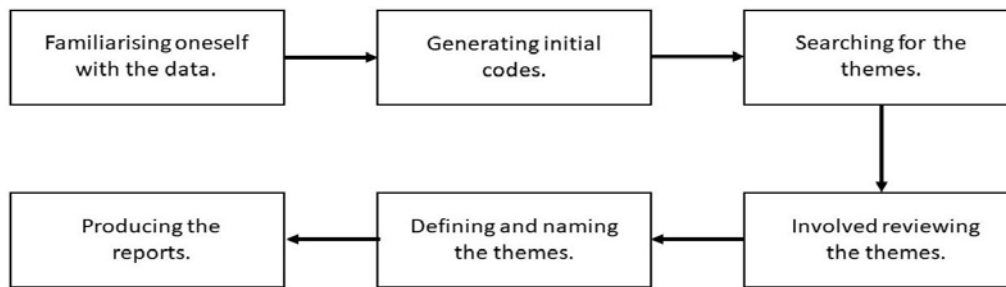 Familiarising oneself
with the data.
Generating initial
codes.
Searching for the
themes.
Involved reviewing
the themes.
Defining and naming
the themes.
Producing the
reports.